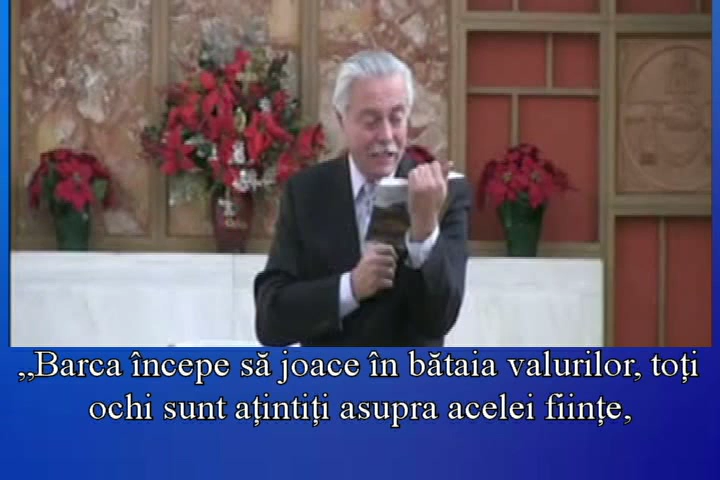 ,,Barca începe să joace în bătaia valurilor, toți
ochi sunt ațintiți asupra acelei ființe,